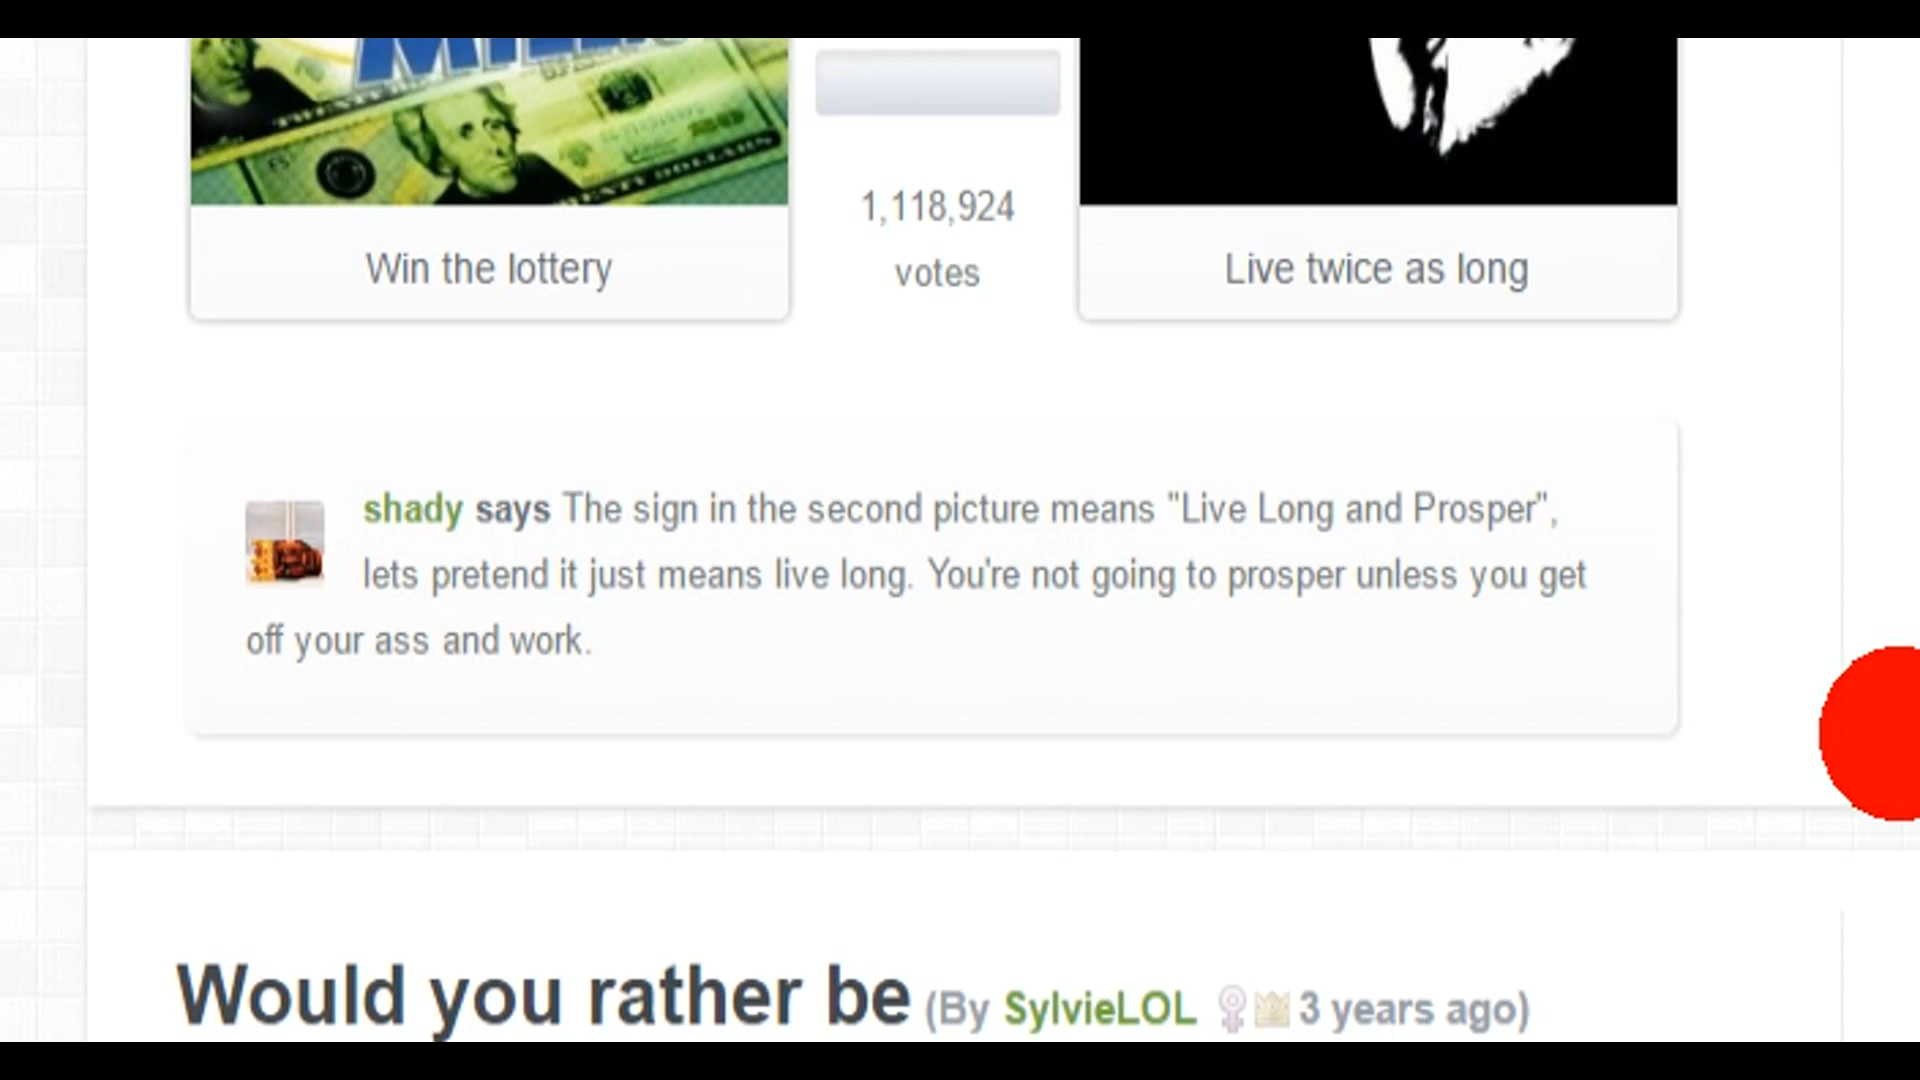 Win the lottery
1,118,924
votes
Live twice as long
shady says The sign in the second picture means "Live Long and Prosper",
lets pretend it just means live long. You're not going to prosper unless you get
off your ass and work.
Would you rather be (By SylvieLOL 3 years ago)